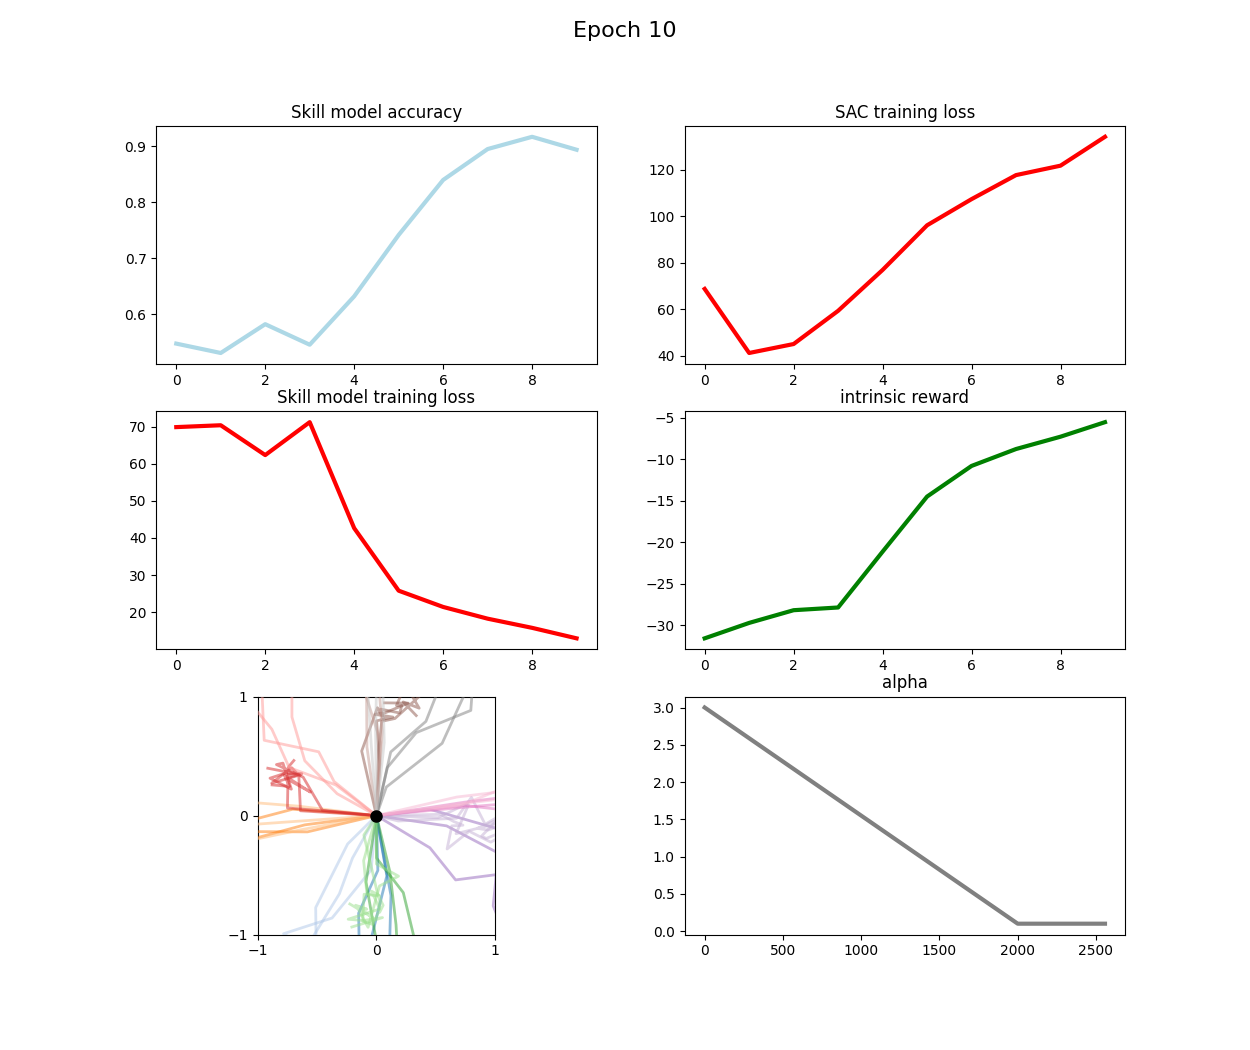 Epoch 10
Skill model accuracy
0.9
0.8
0.7
0.6
0 2 4 6 8
SAC training loss
120
100
80
60
40
0 2 4 6 8
Skill model training loss
70
60
50
40
30
20
0 2 4 6 8
intrinsic reward
−5
−10
−15
−20
−25
−30
0 2 4 6 8
1
0
−1
−1 0 1
alpha
3.0
2.5
2.0
1.5
1.0
0.5
0.0
0 500 1000 1500 2000 2500